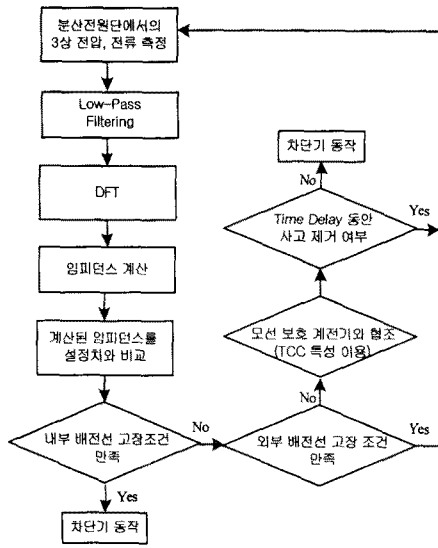 분산전원단에서의
3상 전압, 전류 측정
Low-Pass
Filtering
DFT
임피던스 계산
계산된 임피던스를
설정치와 비교
내부 배전선 고장조건
만족
Yes
차단기 동작
No
외부 배전선 고장 조건
만족
Yes
No
모선 보호 계전기와 협조
(TCC 특성 이용)
Time Delay 동안
사고 제거 여부
Yes
No
차단기 동작